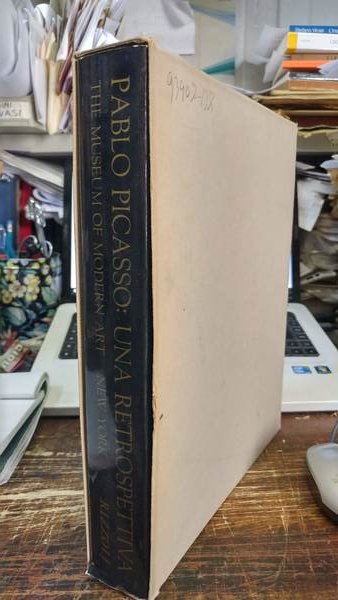 PABLO PICASSO: UNA RETROSPETTIVA
THE MUSEUM OF MODERN ART NEW YORK
RIZZOLI